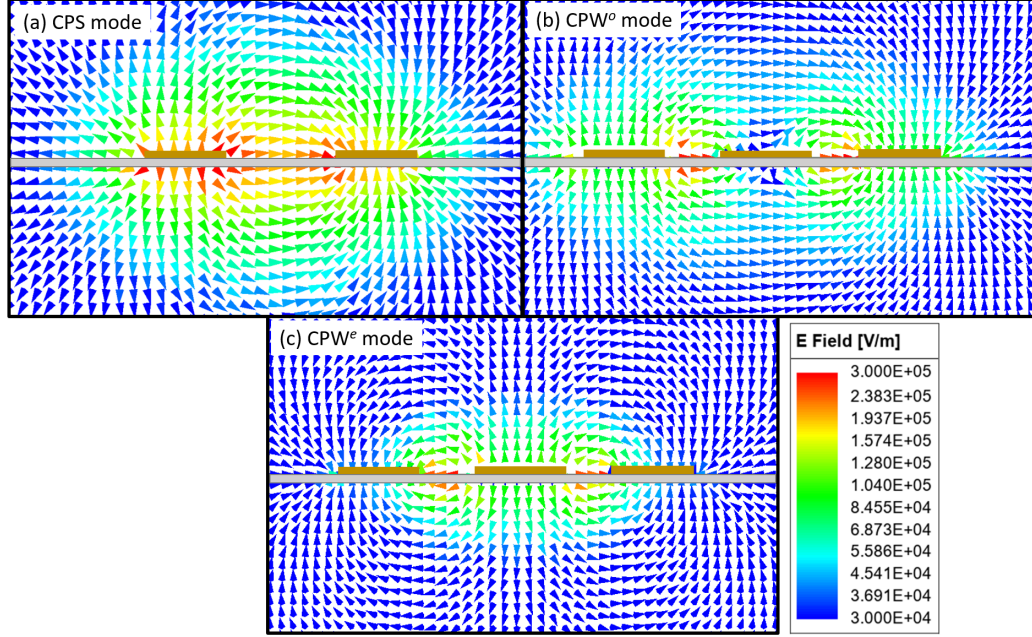 (a) CPS mode
(b) CPWᵒ mode
(c) CPWᵉ mode
E Field [V/m]
3.000E+05
2.383E+05
1.937E+05
1.574E+05
1.280E+05
1.040E+05
8.455E+04
6.873E+04
5.586E+04
4.541E+04
3.691E+04
3.000E+04